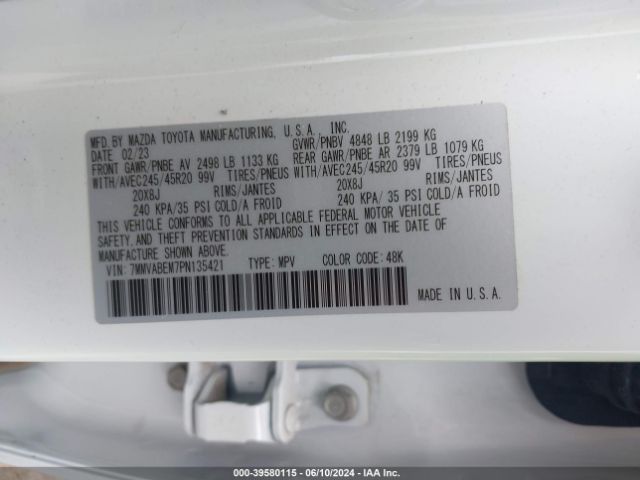 MFD. BY MAZDA TOYOTA MANUFACTURING, U.S.A., INC.
DATE 02/23 GVWR/PNBV 4848 LB 2199 KG
FRONT GAWR/PNBE AV 2498 LB 1133 KG REAR GAWR/PNBE AR 2379 LB 1079 KG
WITH/AVEC245/45R20 99V TIRES/PNEUS WITH/AVEC245/45R20 99V TIRES/PNEUS
20X8J RIMS/JANTES 20X8J RIMS/JANTES
240 KPA/35 PSI COLD/A FROID 240 KPA/ 35 PSI COLD/A FROID
THIS VEHICLE CONFORMS TO ALL APPLICABLE FEDERAL MOTOR VEHICLE
SAFETY, AND THEFT PREVENTION STANDARDS IN EFFECT ON THE DATE OF
MANUFACTURE SHOWN ABOVE.
VIN: 7MMVABEM7PN135421 TYPE: MPV COLOR CODE: 48K
MADE IN U.S.A.
000-39580115 - 06/10/2024 - IAA Inc.